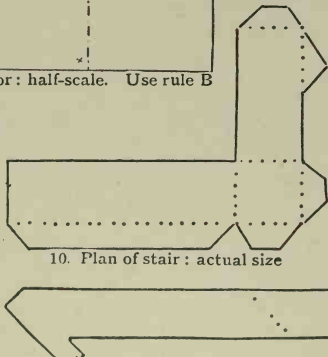 or: half-scale. Use rule B
10. Plan of stair: actual size